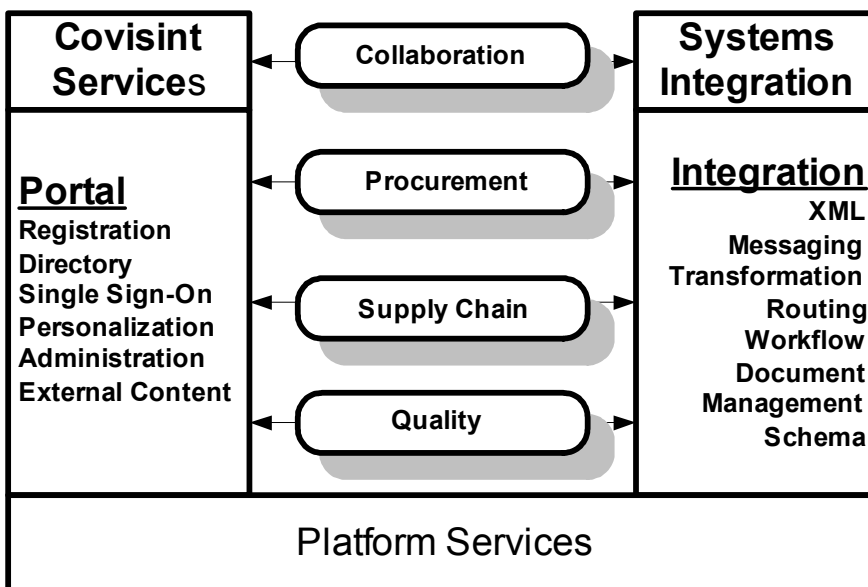 Covisint
Services
Portal
Registration
Directory
Single Sign-On
Personalization
Administration
External Content
Collaboration
Procurement
Supply Chain
Quality
Systems
Integration
Integration
XML
Messaging
Transformation
Routing
Workflow
Document
Management
Schema
Platform Services